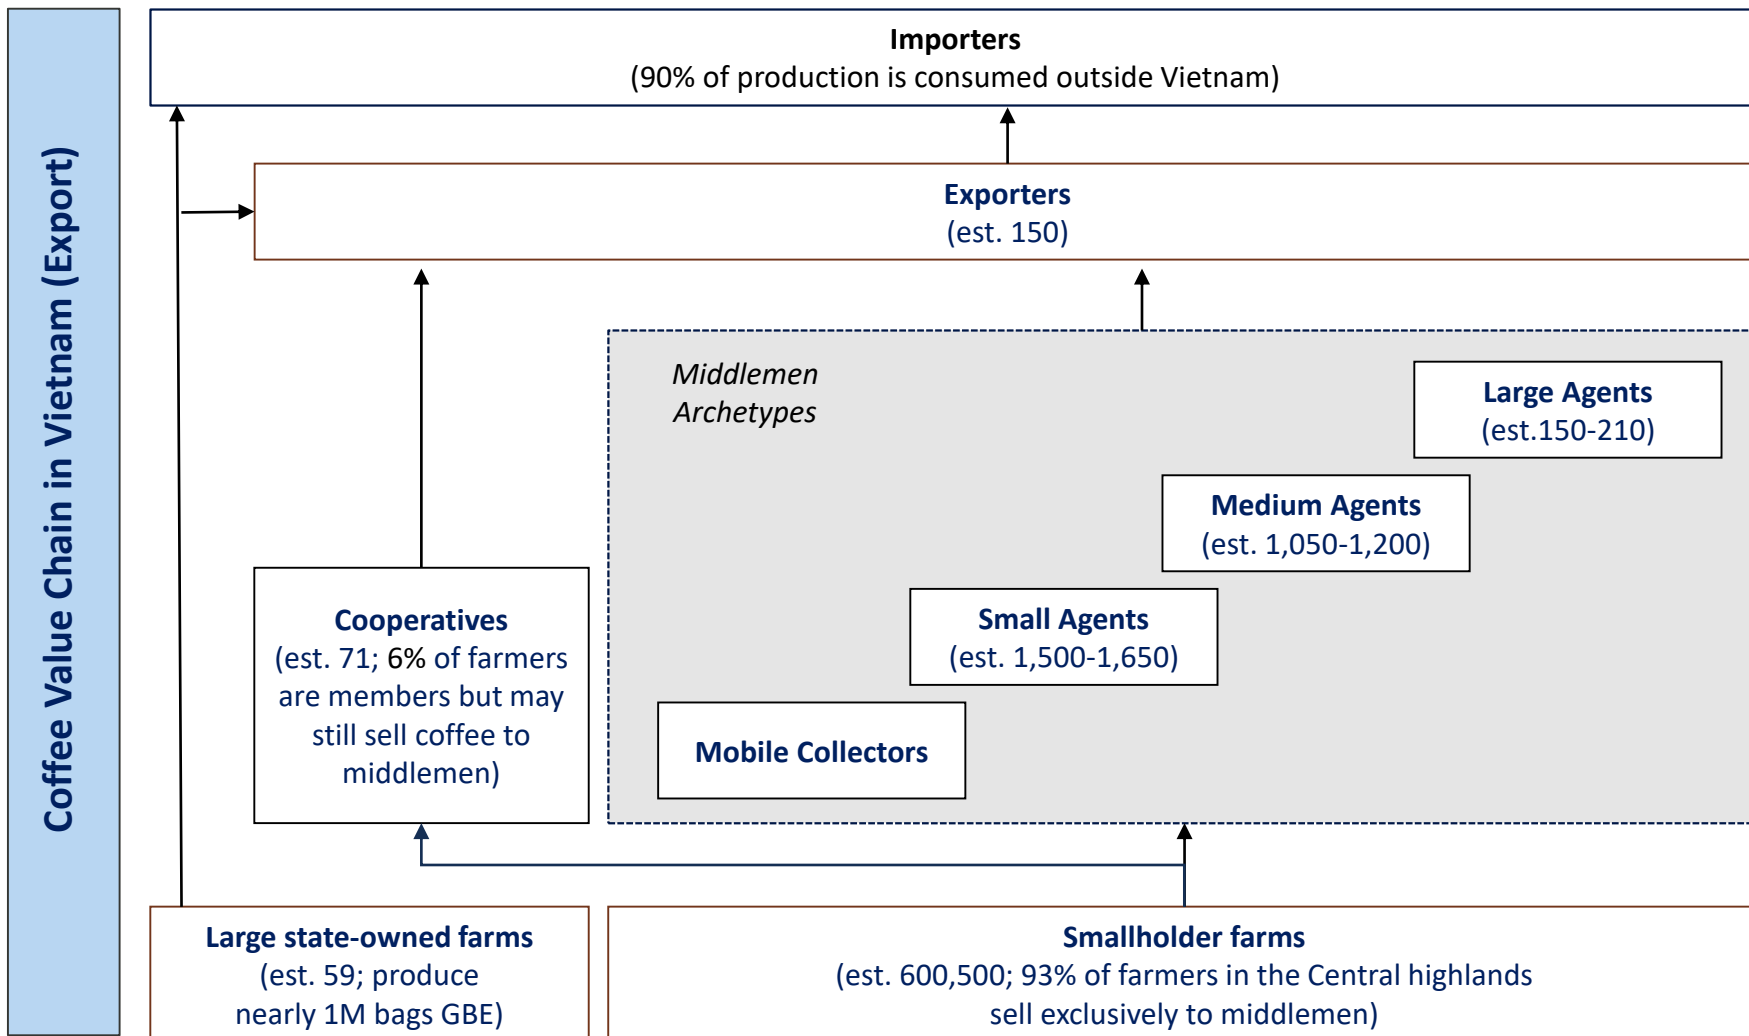 Coffee Value Chain in Vietnam (Export)
Importers
(90% of production is consumed outside Vietnam)
Exporters
(est. 150)
Middlemen
Archetypes
Large Agents
(est.150-210)
Medium Agents
(est. 1,050-1,200)
Small Agents
(est. 1,500-1,650)
Mobile Collectors
Cooperatives
(est. 71; 6% of farmers
are members but may
still sell coffee to
middlemen)
Large state-owned farms
(est. 59; produce
nearly 1M bags GBE)
Smallholder farms
(est. 600,500; 93% of farmers in the Central highlands
sell exclusively to middlemen)